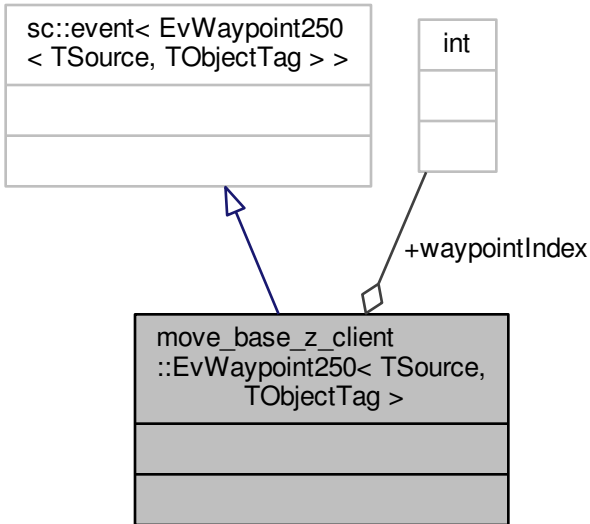 sc::event< EvWaypoint250
< TSource, TObjectTag > >
int
+waypointIndex
move_base_z_client
::EvWaypoint250< TSource,
TObjectTag >